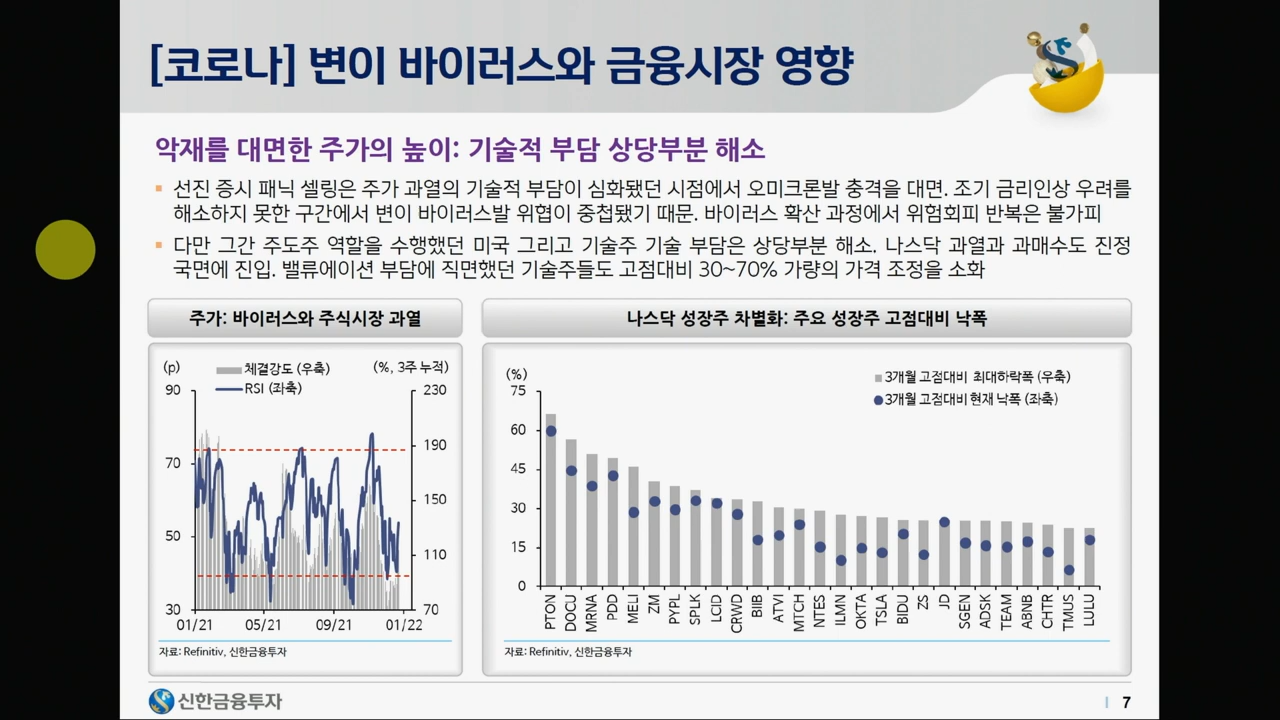 [코로나] 변이 바이러스와 금융시장 영향
악재를 대면한 주가의 높이: 기술적 부담 상당부분 해소
▪ 선진 증시 패닉 셀링은 주가 과열의 기술적 부담이 심화됐던 시점에서 오미크론발 충격을 대면. 조기 금리인상 우려를
해소하지 못한 구간에서 변이 바이러스발 위협이 중첩됐기 때문. 바이러스 확산 과정에서 위험회피 반복은 불가피
▪ 다만 그간 주도주 역할을 수행했던 미국 그리고 기술주 기술 부담은 상당부분 해소. 나스닥 과열과 과매수도 진정
국면에 진입. 밸류에이션 부담에 직면했던 기술주들도 고점대비 30~70% 가량의 가격 조정을 소화
주가: 바이러스와 주식시장 과열
(p)
체결강도 (우축)
(%, 3주 누적)
RSI (좌축)
90
70
50
30
230
190
150
110
70
01/21 05/21 09/21 01/22
자료: Refinitiv, 신한금융투자
나스닥 성장주 차별화: 주요 성장주 고점대비 낙폭
(%)
3개월 고점대비 최대하락폭 (우축)
3개월 고점대비 현재 낙폭 (좌축)
75
60
45
30
15
0
PTON DOCU MRNA PDD MELI ZM PYPL SPLK LCID CRWD BIIB ATVI MTCH NTES ILMN OKTA TSLA BIDU ZS JD SGEN ADSK TEAM ABNB CHTR TMUS LULU
자료: Refinitiv, 신한금융투자
신한금융투자
7